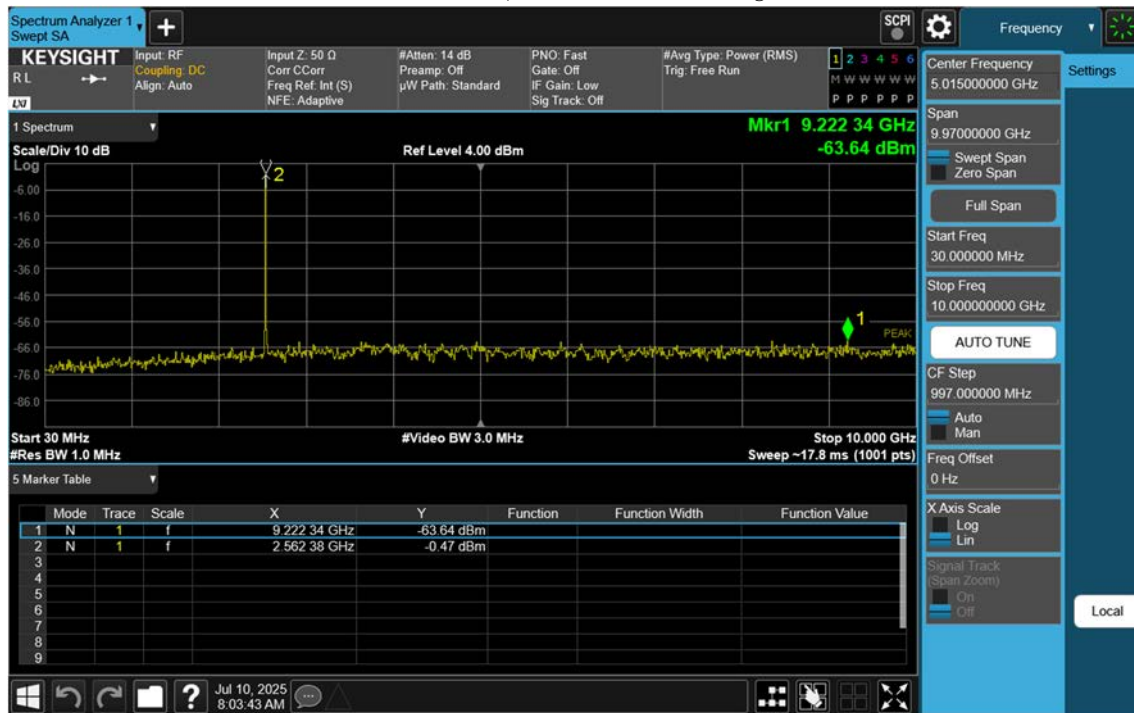 Spectrum Analyzer 1
Swept SA
+
SCPI
Frequency
KEYSIGHT
R L
LXI
Input: RF
Coupling: DC
Align: Auto
Input Z: 50 Ω
Corr CCorr
Freq Ref: Int (S)
NFE: Adaptive
#Atten: 14 dB
Preamp: Off
µW Path: Standard
PNO: Fast
Gate: Off
IF Gain: Low
Sig Track: Off
#Avg Type: Power (RMS)
Trig: Free Run
1 2 3 4 5 6
M W W W W W
P P P P P P
1 Spectrum
Scale/Div 10 dB
Ref Level 4.00 dBm
Mkr1 9.222 34 GHz
-63.64 dBm
Log
2
-6.00
-16.0
-26.0
-36.0
-46.0
-56.0
-66.0
-76.0
-86.0
1
PEAK
Start 30 MHz
#Video BW 3.0 MHz
Stop 10.000 GHz
#Res BW 1.0 MHz
Sweep ~17.8 ms (1001 pts)
5 Marker Table
Mode Trace Scale X Y Function Function Width Function Value
1 N 1 f 9.222 34 GHz -63.64 dBm
2 N 1 f 2.562 38 GHz -0.47 dBm
3
4
5
6
7
8
9
Center Frequency
5.015000000 GHz
Settings
Span
9.97000000 GHz
Swept Span
Zero Span
Full Span
Start Freq
30.000000 MHz
Stop Freq
10.000000000 GHz
AUTO TUNE
CF Step
997.000000 MHz
Auto
Man
Freq Offset
0 Hz
X Axis Scale
Log
Lin
Signal Track
(Span Zoom)
On
Off
Local
?
Jul 10, 2025
8:03:43 AM